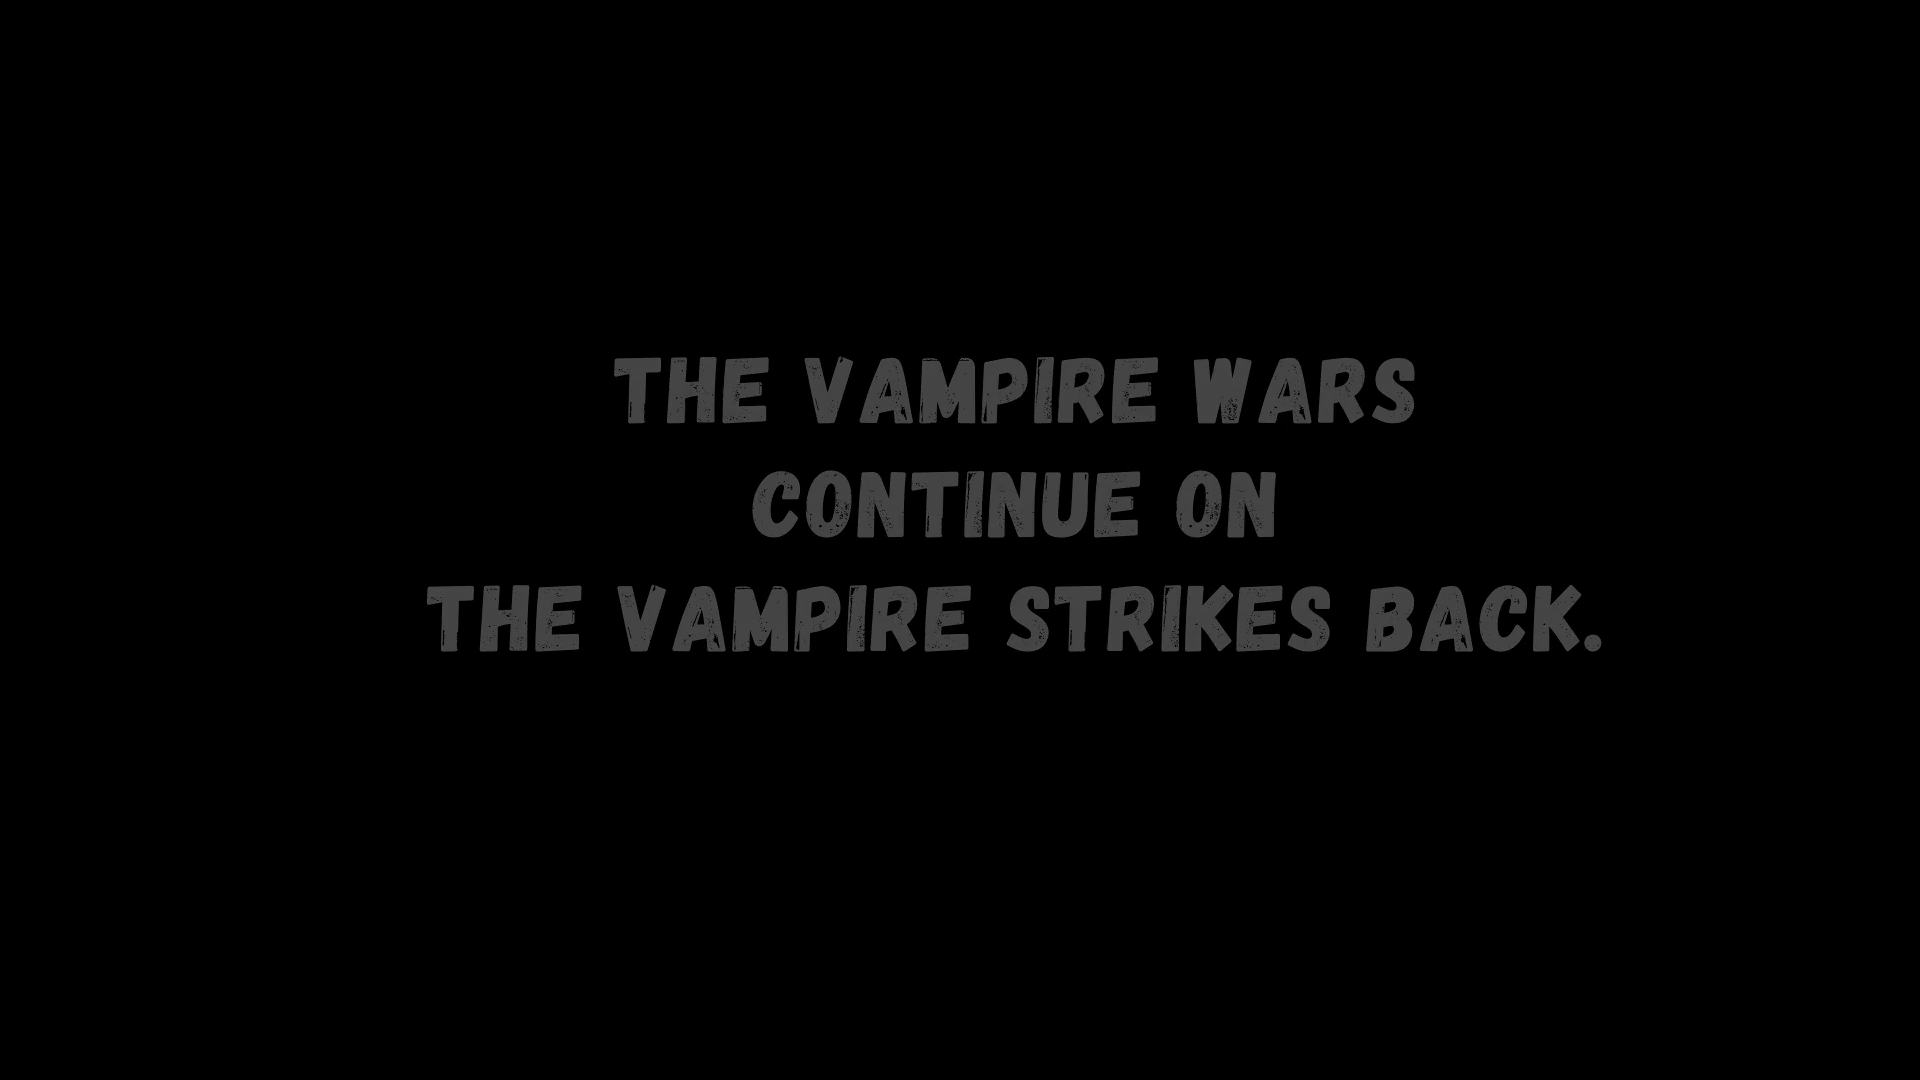 THE VAMPIRE WARS
CONTINUE ON
THE VAMPIRE STRIKES BACK.